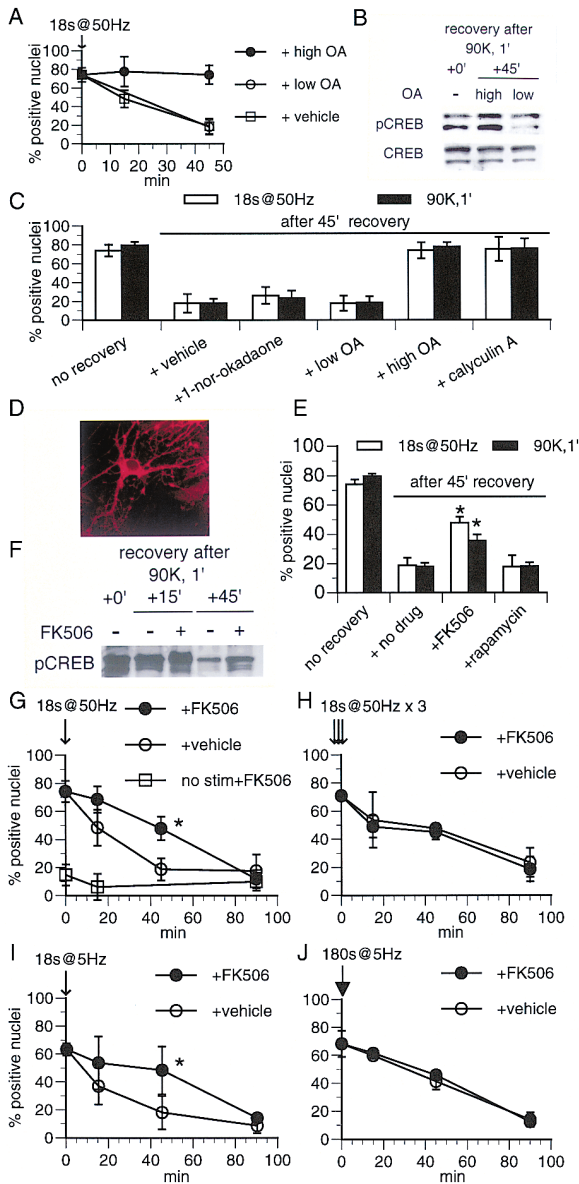 A
18s@50Hz
% positive nuclei
100
80
60
40
20
0
0 10 20 30 40 50
min
+ high OA
+ low OA
+ vehicle
B
recovery after
90K, 1'
+0' +45'
OA - high low
pCREB
CREB
C
18s@50Hz 90K,1'
after 45' recovery
% positive nuclei
100
80
60
40
20
0
no recovery
+ vehicle
+1-nor-okadaone
+ low OA
+ high OA
+ calyculin A
D
E
18s@50Hz 90K,1'
after 45' recovery
% positive nuclei
100
80
60
40
20
0
* *
no recovery
+ no drug
+FK506
+rapamycin
F
recovery after
90K, 1'
+0' +15' +45'
FK506 - - + - +
pCREB
G
18s@50Hz
+FK506
+vehicle
no stim+FK506
% positive nuclei
100
80
60
40
20
0
*
0 20 40 60 80 100
min
H
18s@50Hz x 3
+FK506
+vehicle
100
80
60
40
20
0
0 20 40 60 80 100
min
I
18s@5Hz
+FK506
+vehicle
% positive nuclei
100
80
60
40
20
0
*
0 20 40 60 80 100
min
J
180s@5Hz
+FK506
+vehicle
100
80
60
40
20
0
0 20 40 60 80 100
min